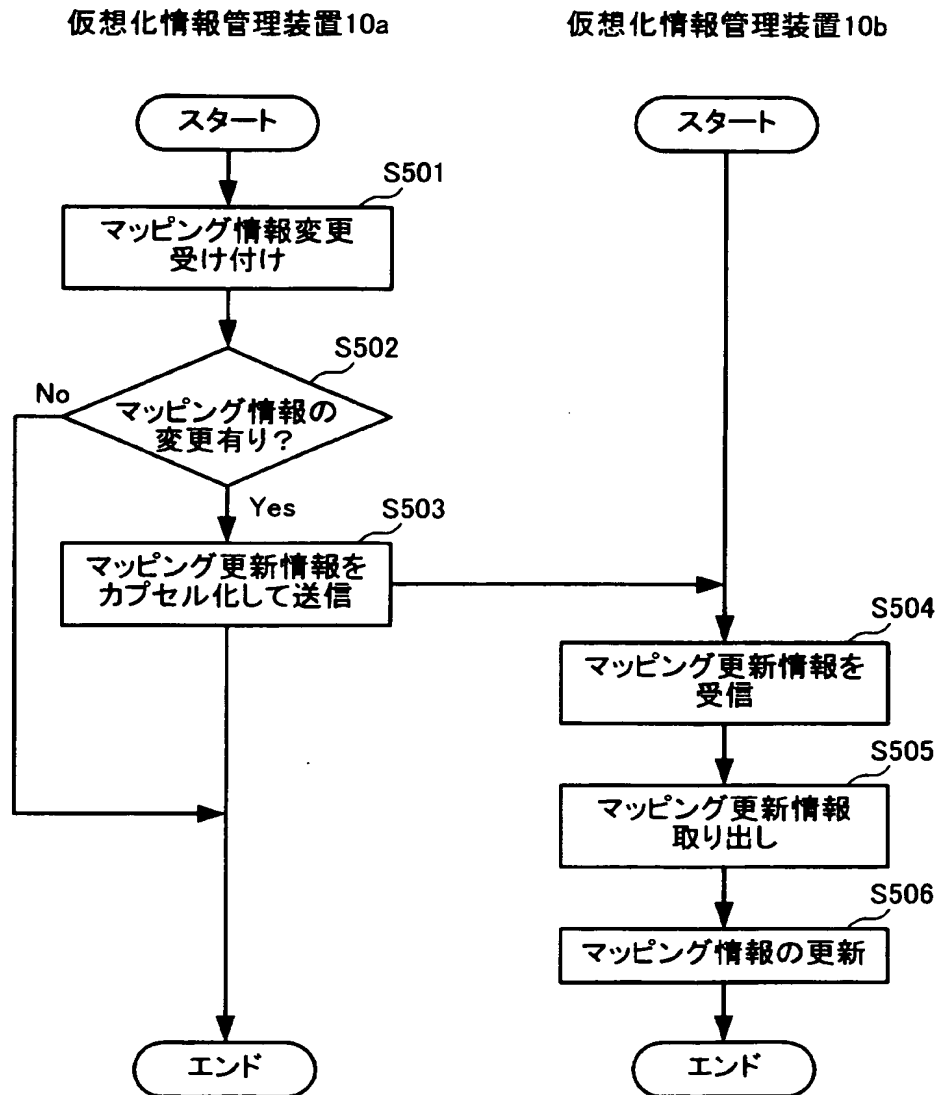 仮想化情報管理装置10a
スタート
S501
マッピング情報変更
受け付け
S502
No
マッピング情報の
変更有り?
Yes
S503
マッピング更新情報を
カプセル化して送信
エンド
仮想化情報管理装置10b
スタート
S504
マッピング更新情報を
受信
S505
マッピング更新情報
取り出し
S506
マッピング情報の更新
エンド